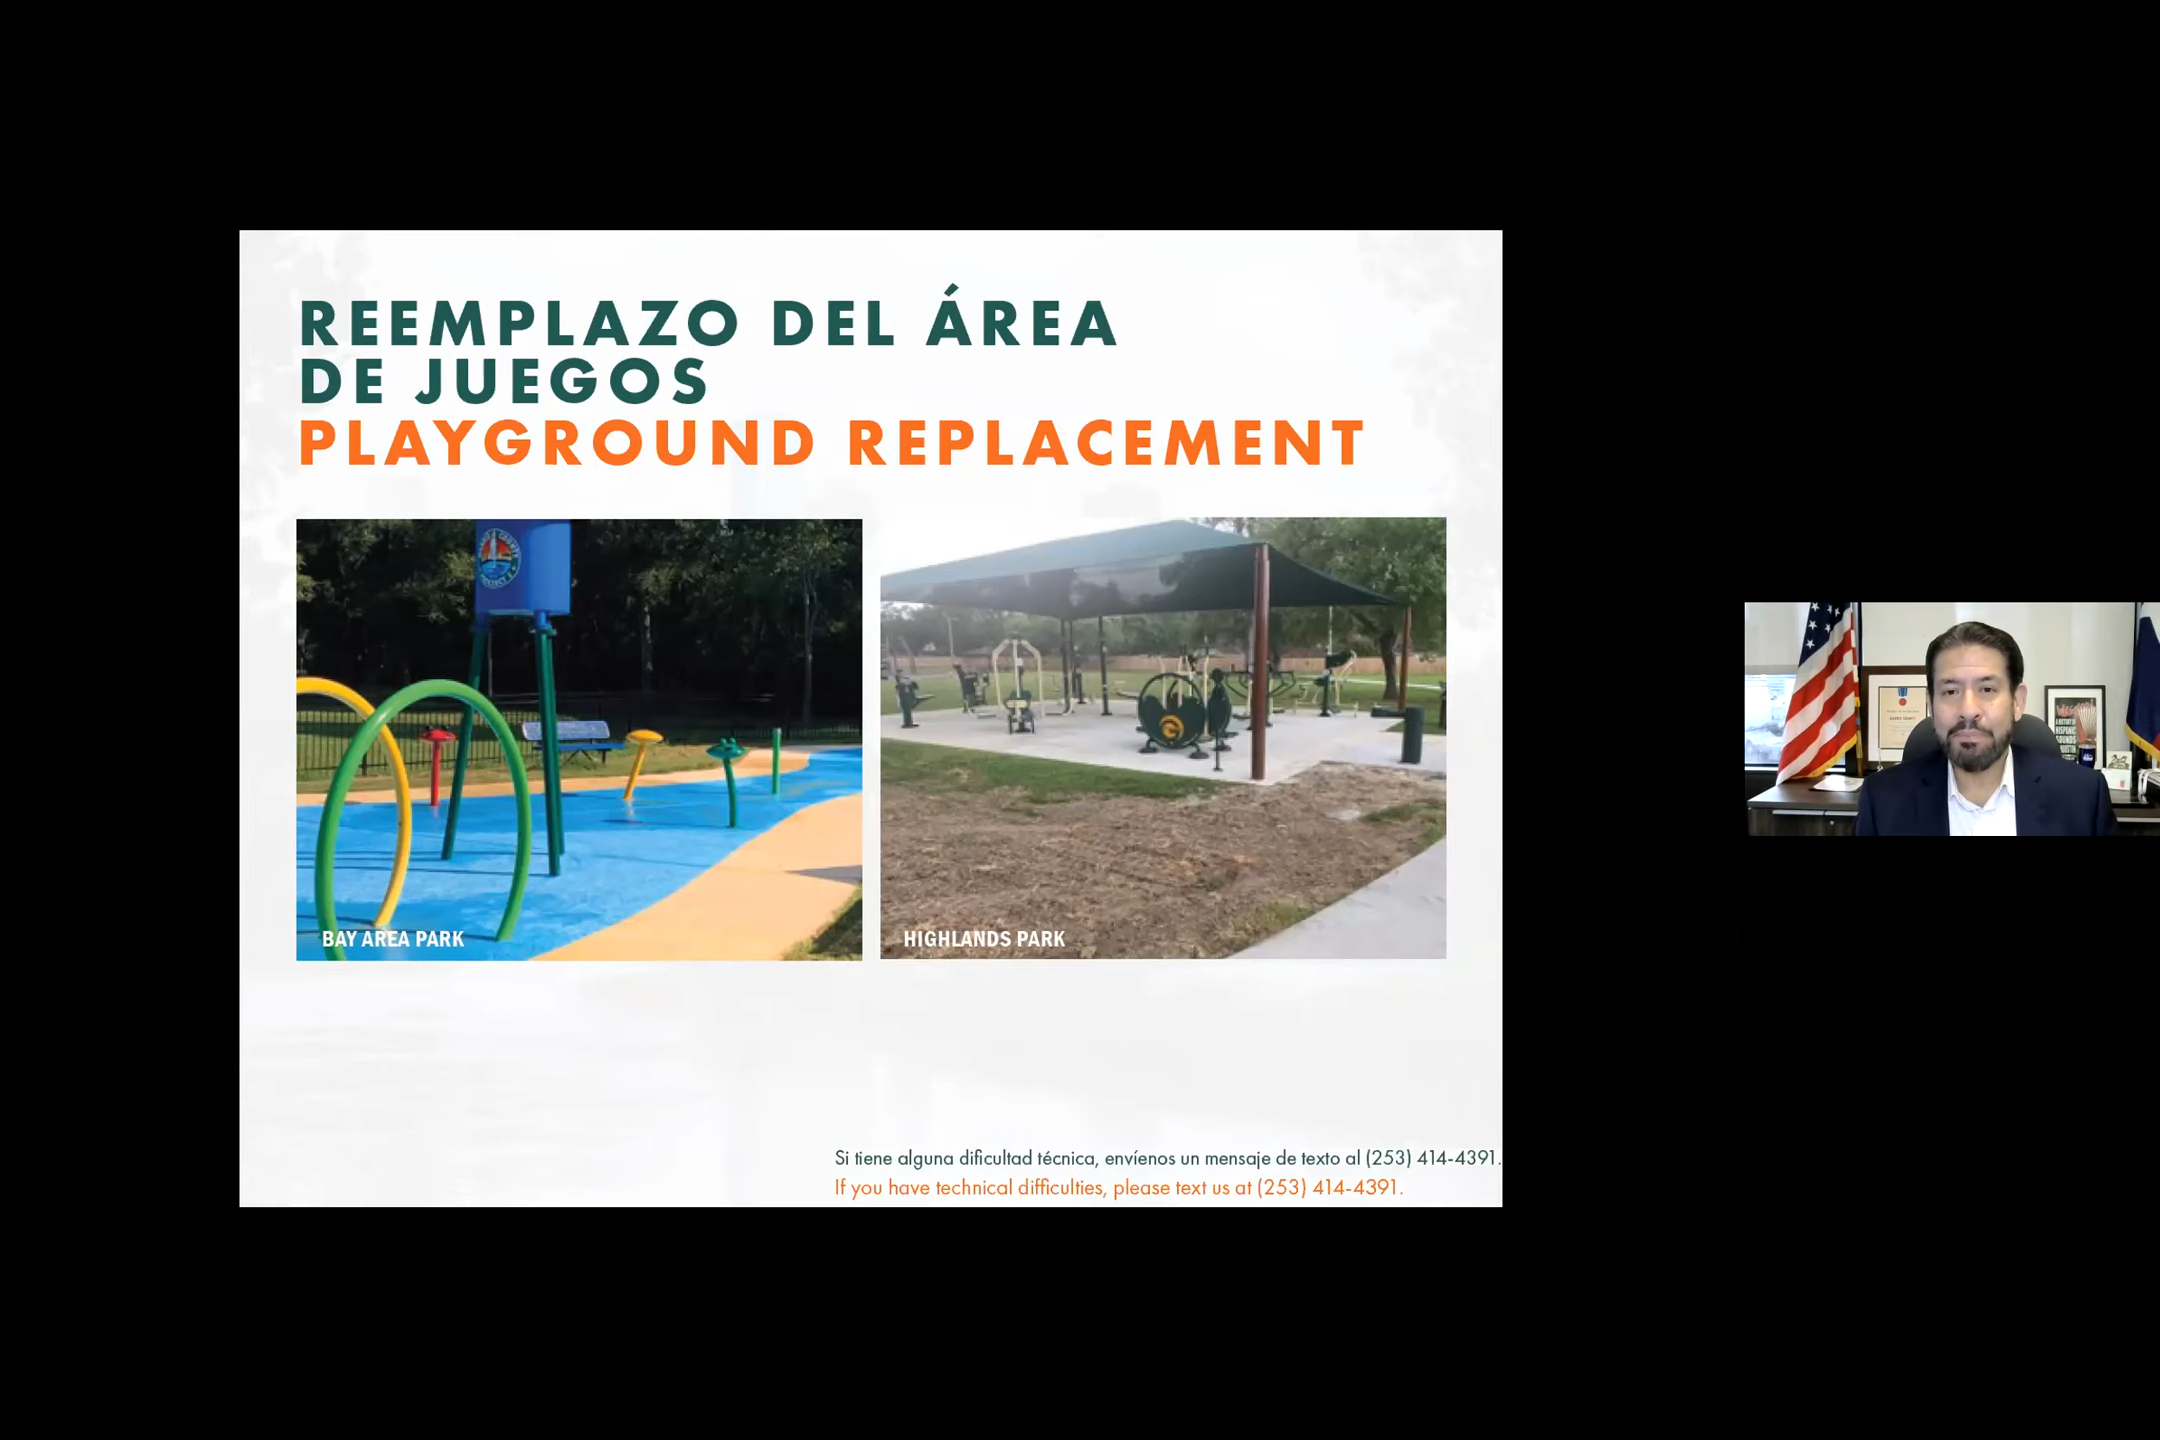 REEMPLAZO DEL ÁREA
DE JUEGOS
PLAYGROUND REPLACEMENT
BAY AREA PARK
HIGHLANDS PARK
Si tiene alguna dificultad técnica, envíenos un mensaje de texto al (253) 414-4391.
If you have technical difficulties, please text us at (253) 414-4391.